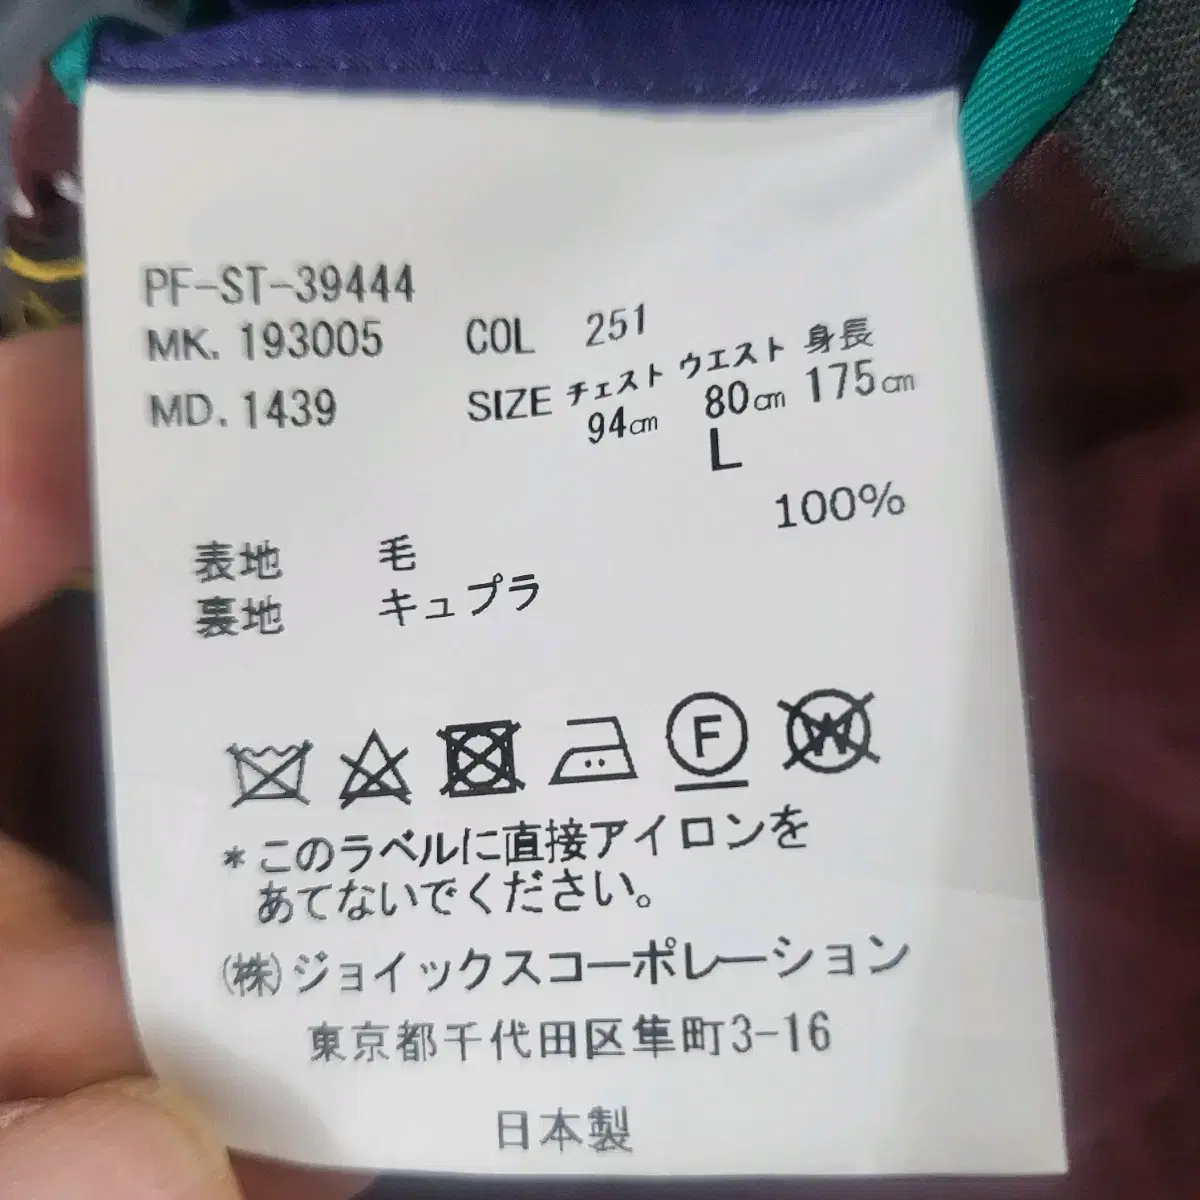 PF-ST-39444
MK. 193005 COL 251
MD. 1439 SIZE チェスト ウエスト 身長
94㎝ 80㎝ 175㎝
L
100%
表地 毛
裏地 キュプラ
F W
*このラベルに直接アイロンを
あてないでください。
㈱ジョイックスコーポレーション
東京都千代田区隼町3-16
日本製